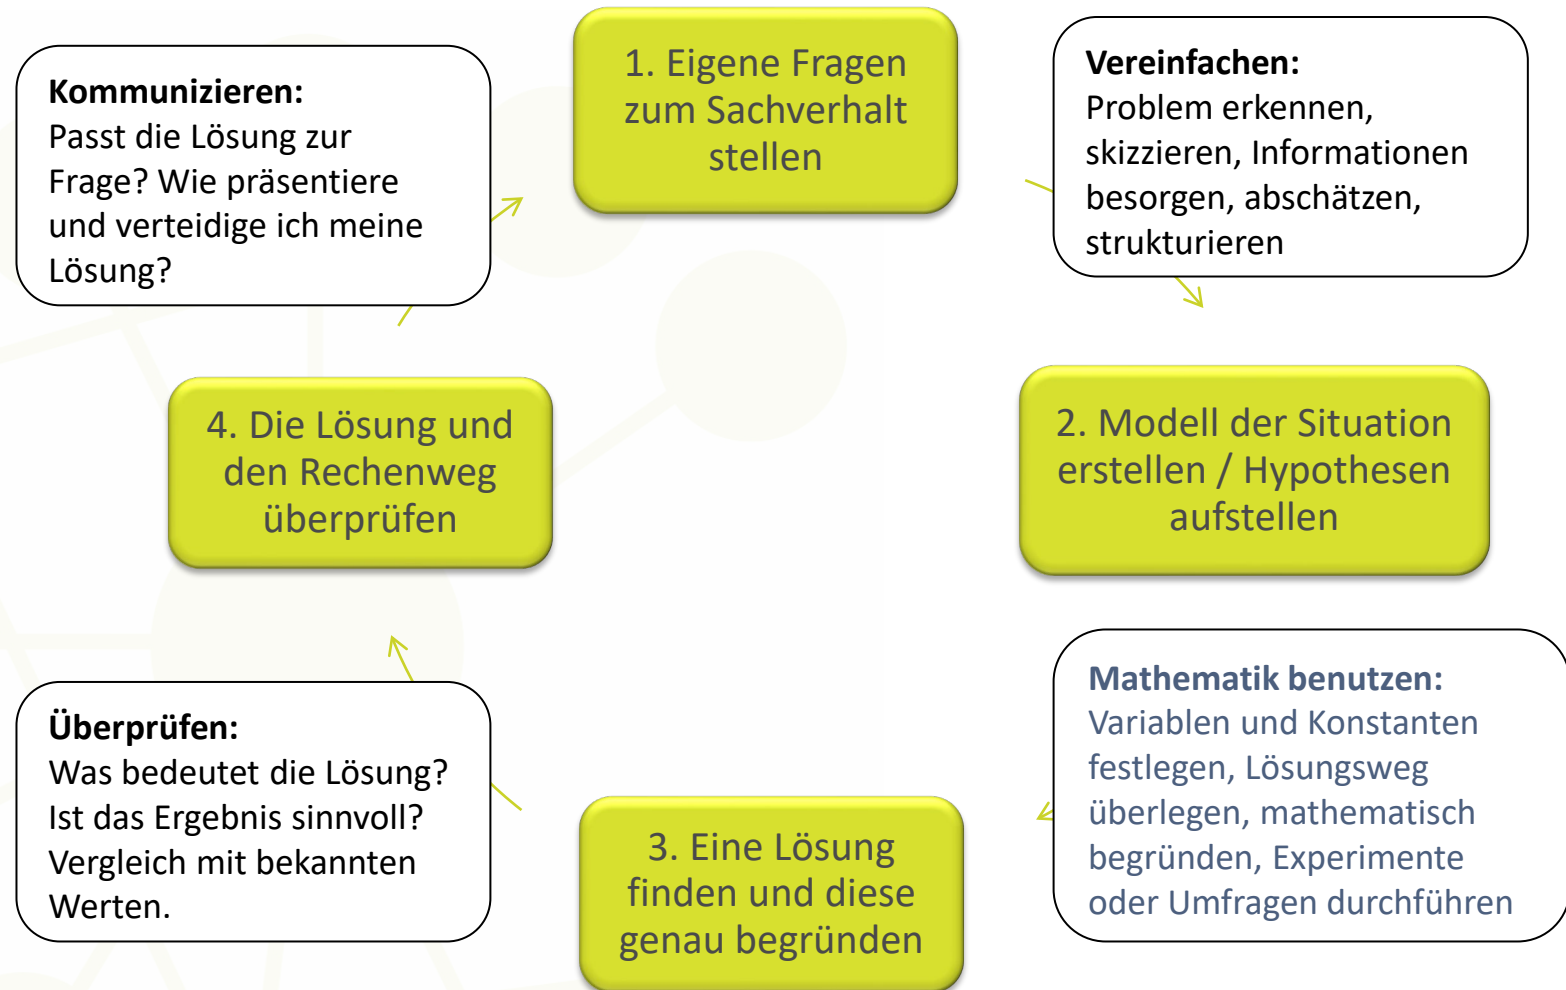 1. Eigene Fragen
zum Sachverhalt
stellen
Vereinfachen:
Problem erkennen,
skizzieren, Informationen
besorgen, abschätzen,
strukturieren
2. Modell der Situation
erstellen / Hypothesen
aufstellen
Mathematik benutzen:
Variablen und Konstanten
festlegen, Lösungsweg
überlegen, mathematisch
begründen, Experimente
oder Umfragen durchführen
3. Eine Lösung
finden und diese
genau begründen
Überprüfen:
Was bedeutet die Lösung?
Ist das Ergebnis sinnvoll?
Vergleich mit bekannten
Werten.
4. Die Lösung und
den Rechenweg
überprüfen
Kommunizieren:
Passt die Lösung zur
Frage? Wie präsentiere
und verteidige ich meine
Lösung?